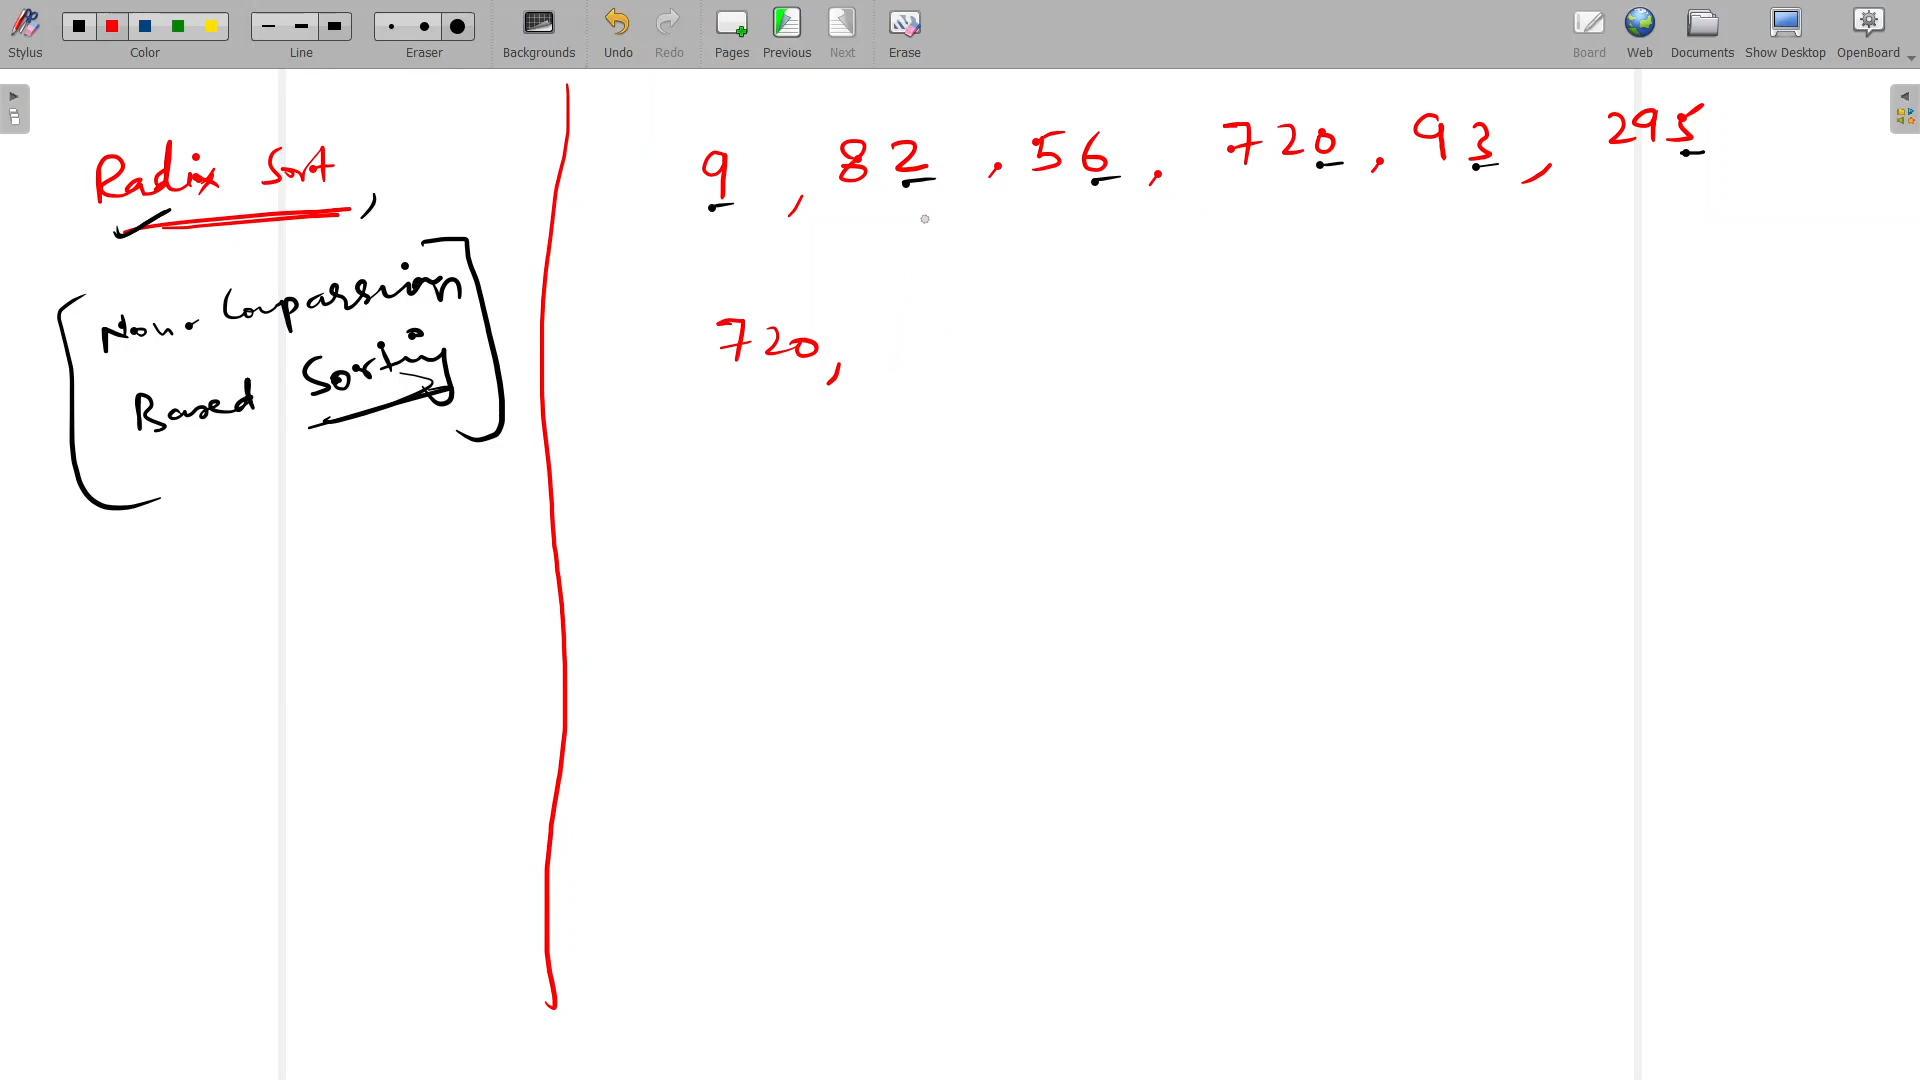 Stylus Color Line Eraser Backgrounds Undo Redo Pages Previous Next Erase Board Web Documents Show Desktop OpenBoard
Radix Sort,
Non-Comparssion
Based Sorting
9, 82, 56, 720, 93, 295
720,